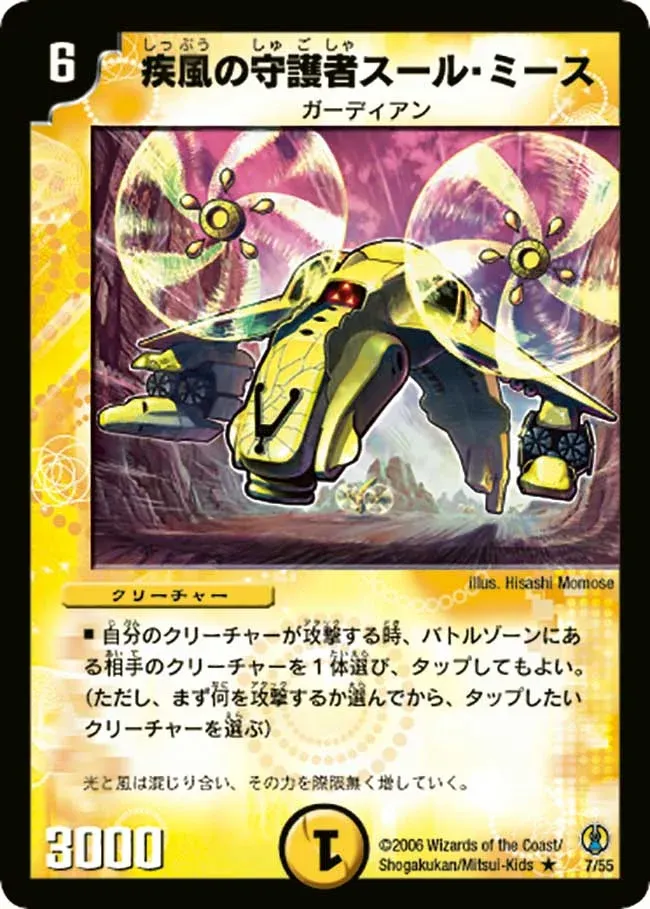 6
しっぷう しゅ ご しゃ
疾風の守護者スール・ミース
ガーディアン
illus. Hisashi Momose
クリーチャー
■ 自分のクリーチャーが攻撃する時、バトルゾーンにあ
る相手のクリーチャーを1体選び、タップしてもよい。
(ただし、まず何を攻撃するか選んでから、タップしたい
クリーチャーを選ぶ)
光と風は混じり合い、その力を際限無く増していく。
3000
1
©2006 Wizards of the Coast/
Shogakukan/Mitsui-Kids ★ 7/55